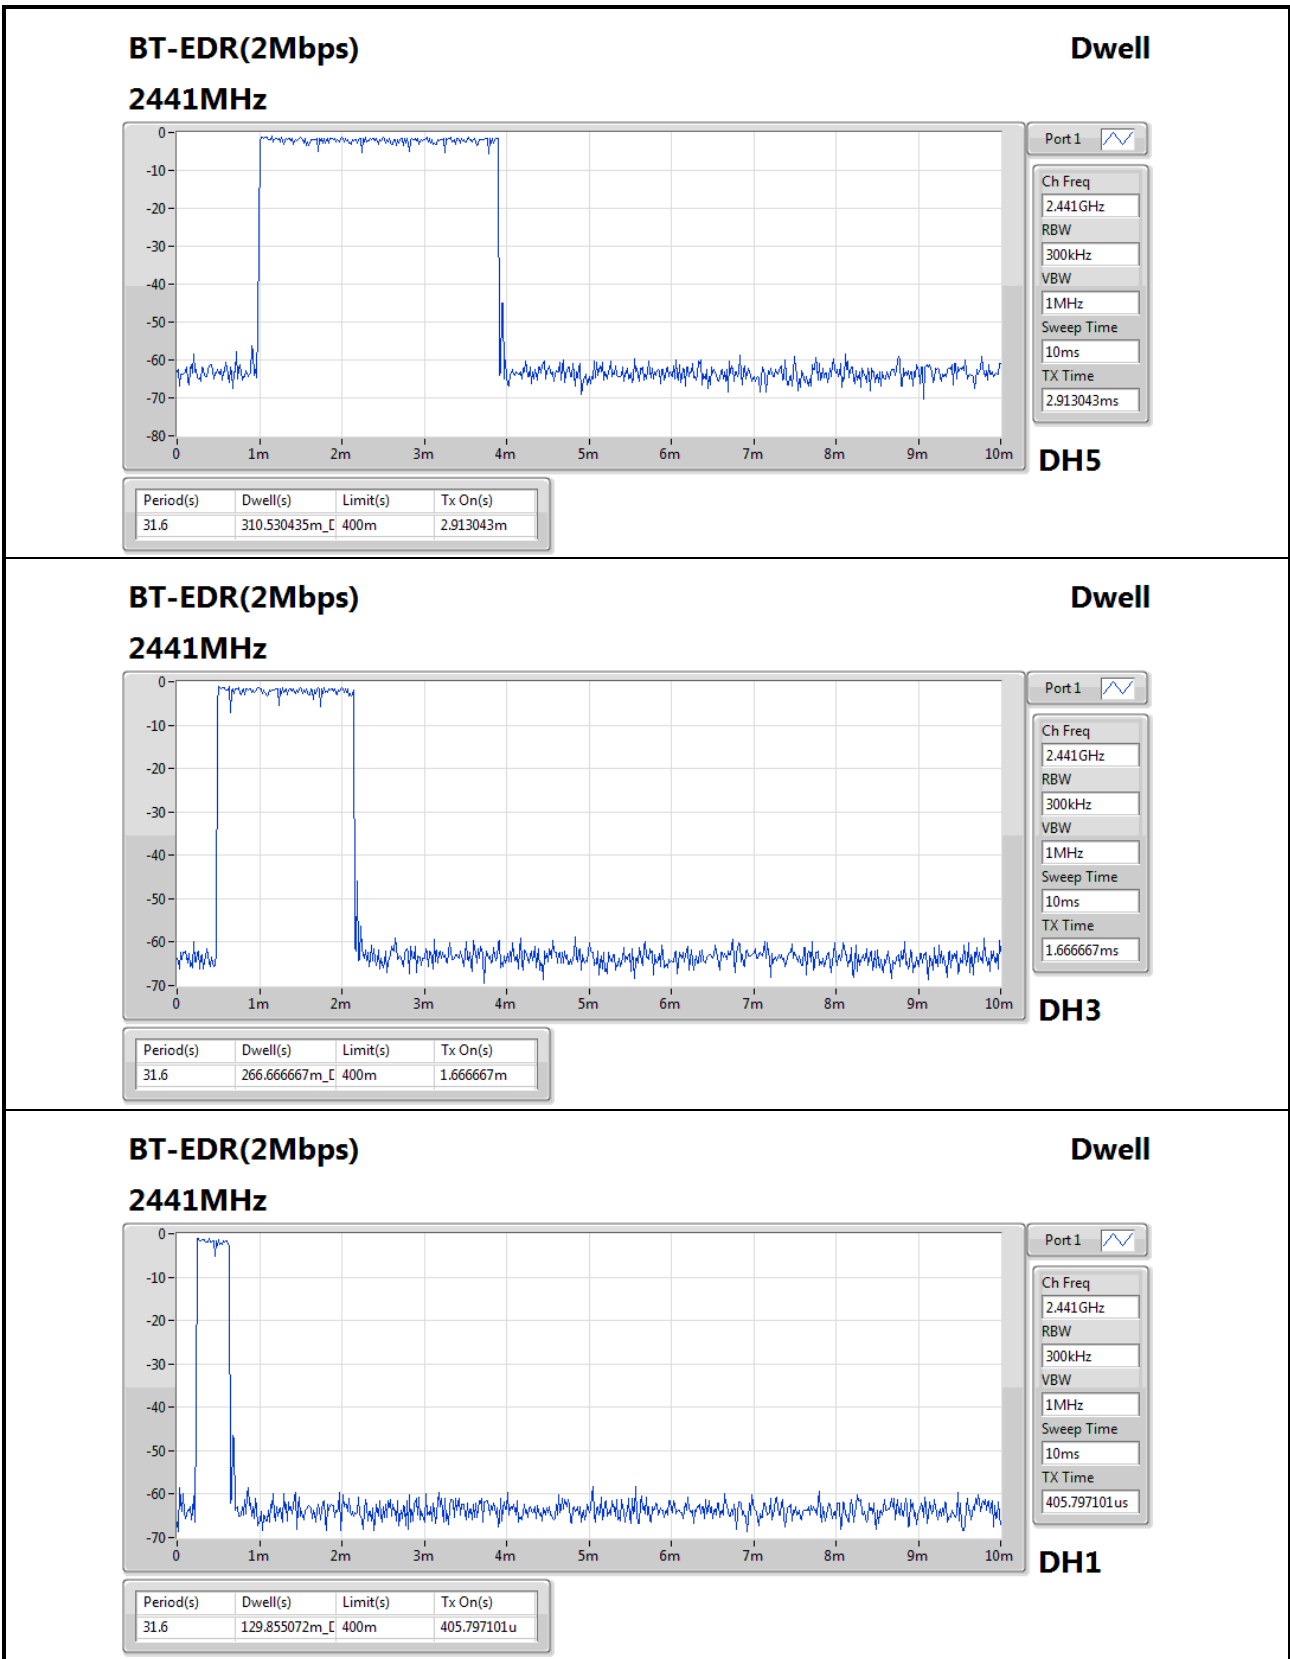 BT-EDR(2Mbps) Dwell
2441MHz
0
-10
-20
-30
-40
-50
-60
-70
-80
0 1m 2m 3m 4m 5m 6m 7m 8m 9m 10m
Port 1
Ch Freq
2.441GHz
RBW
300kHz
VBW
1MHz
Sweep Time
10ms
TX Time
2.913043ms
DH5
Period(s) Dwell(s) Limit(s) Tx On(s)
31.6 310.530435m_D 400m 2.913043m
BT-EDR(2Mbps) Dwell
2441MHz
0
-10
-20
-30
-40
-50
-60
-70
0 1m 2m 3m 4m 5m 6m 7m 8m 9m 10m
Port 1
Ch Freq
2.441GHz
RBW
300kHz
VBW
1MHz
Sweep Time
10ms
TX Time
1.666667ms
DH3
Period(s) Dwell(s) Limit(s) Tx On(s)
31.6 266.666667m_D 400m 1.666667m
BT-EDR(2Mbps) Dwell
2441MHz
0
-10
-20
-30
-40
-50
-60
-70
0 1m 2m 3m 4m 5m 6m 7m 8m 9m 10m
Port 1
Ch Freq
2.441GHz
RBW
300kHz
VBW
1MHz
Sweep Time
10ms
TX Time
405.797101us
DH1
Period(s) Dwell(s) Limit(s) Tx On(s)
31.6 129.855072m_D 400m 405.797101u